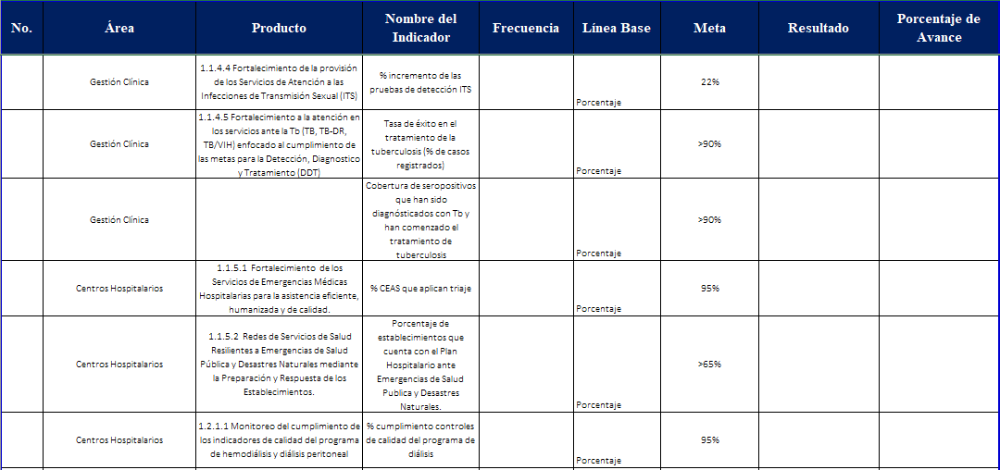 No.
Área
Producto
Nombre del
Indicador
Frecuencia
Línea Base
Meta
Resultado
Porcentaje de
Avance
Gestión Clínica
1.1.4.4 Fortalecimiento de la provisión
de los Servicios de Atención a las
Infecciones de Transmisión Sexual (ITS)
% incremento de las
pruebas de detección ITS
Porcentaje
22%
Gestión Clínica
1.1.4.5 Fortalecimiento a la atención en
los servicios ante la Tb (TB, TB-DR,
TB/VIH) enfocado al cumplimiento de
las metas para la Detección, Diagnostico
y Tratamiento (DDT)
Tasa de éxito en el
tratamiento de la
tuberculosis (% de casos
registrados)
Porcentaje
>90%
Gestión Clínica
Cobertura de seropositivos
que han sido
diagnósticados con Tb y
han comenzado el
tratamiento de
tuberculosis
Porcentaje
>90%
Centros Hospitalarios
1.1.5.1 Fortalecimiento de los
Servicios de Emergencias Médicas
Hospitalarias para la asistencia eficiente,
humanizada y de calidad.
% CEAS que aplican triaje
Porcentaje
95%
Centros Hospitalarios
1.1.5.2 Redes de Servicios de Salud
Resilientes a Emergencias de Salud
Pública y Desastres Naturales mediante
la Preparación y Respuesta de los
Establecimientos.
Porcentaje de
establecimientos que
cuenta con el Plan
Hospitalario ante
Emergencias de Salud
Publica y Desastres
Naturales.
Porcentaje
>65%
Centros Hospitalarios
1.2.1.1 Monitoreo del cumplimiento de
los indicadores de calidad del programa
de hemodiálisis y diálisis peritoneal
% cumplimiento controles
de calidad del programa de
diálisis
Porcentaje
95%